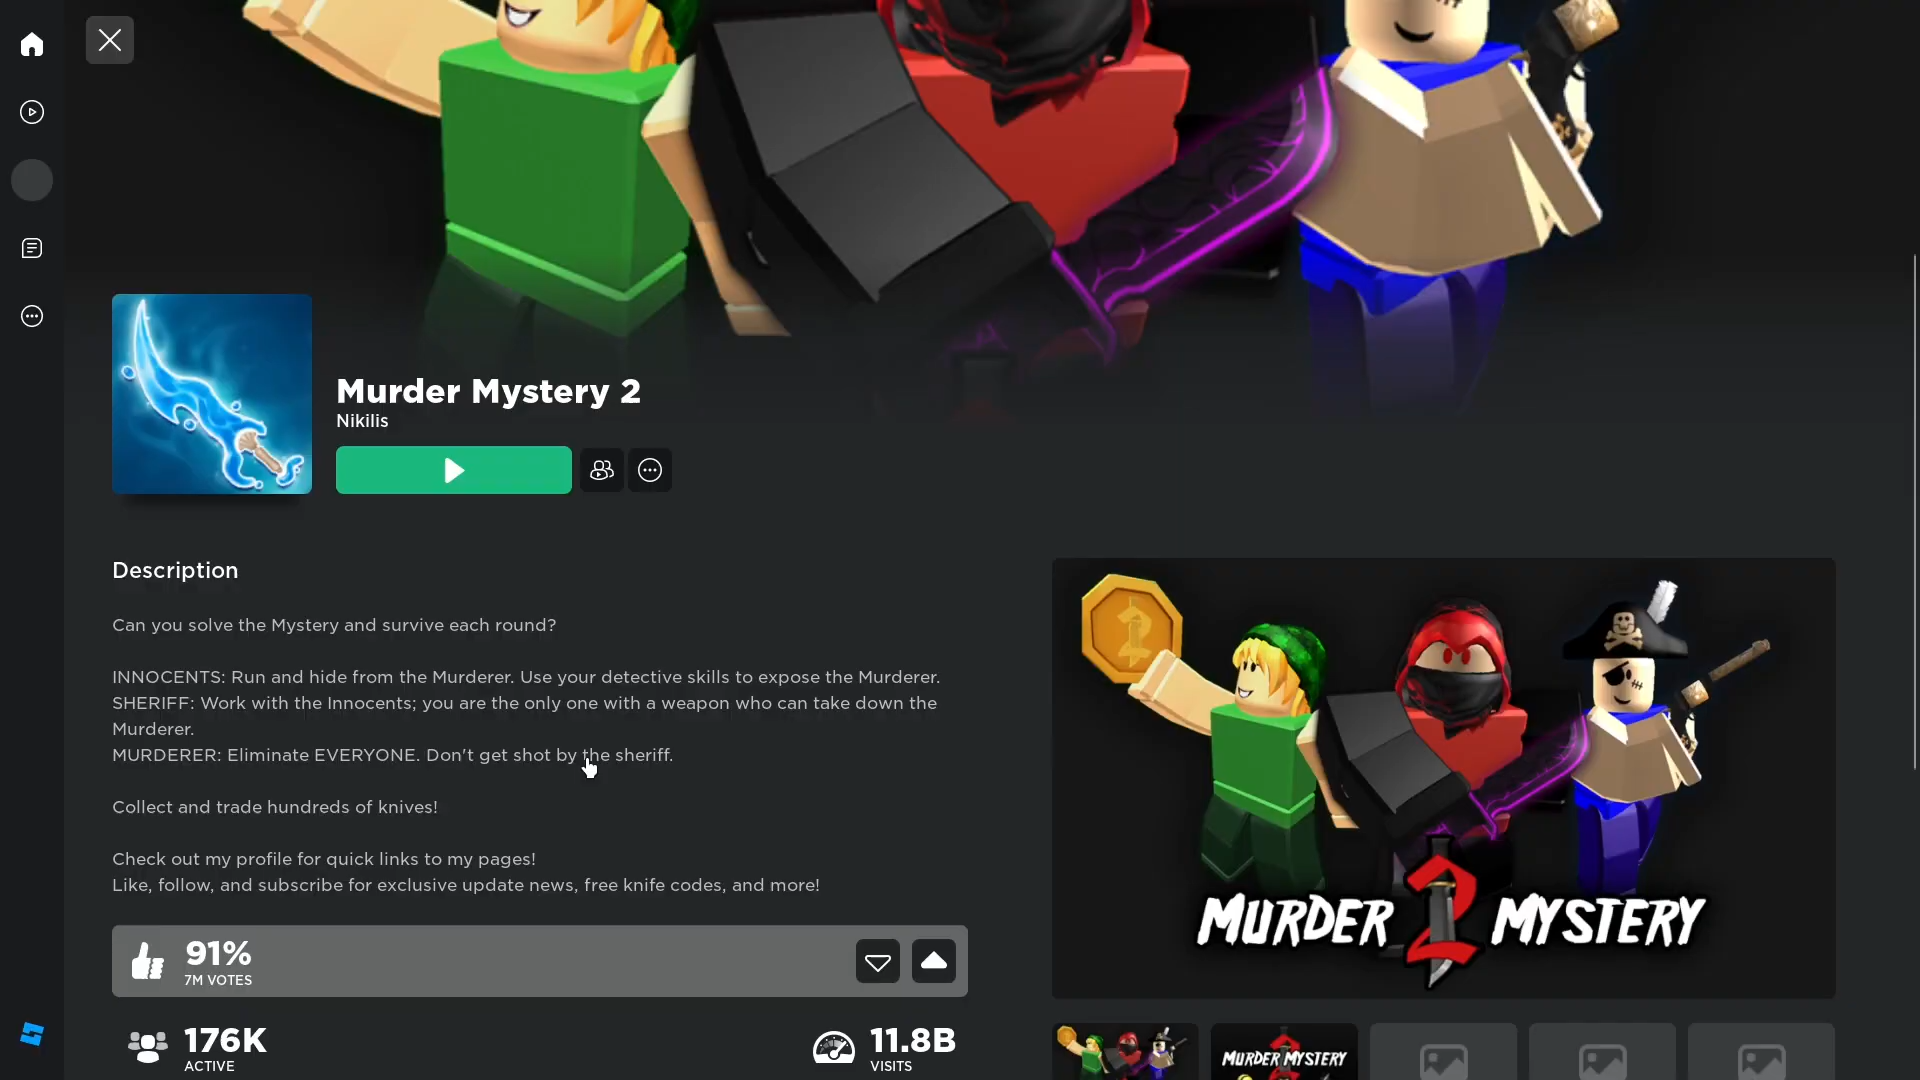 Murder Mystery 2
Nikilis
Description
Can you solve the Mystery and survive each round?
INNOCENTS: Run and hide from the Murderer. Use your detective skills to expose the Murderer.
SHERIFF: Work with the Innocents; you are the only one with a weapon who can take down the
Murderer.
MURDERER: Eliminate EVERYONE. Don't get shot by the sheriff.
Collect and trade hundreds of knives!
Check out my profile for quick links to my pages!
Like, follow, and subscribe for exclusive update news, free knife codes, and more!
91%
7M VOTES
176K
ACTIVE
11.8B
VISITS
MURDER 2 MYSTERY
MURDER MYSTERY